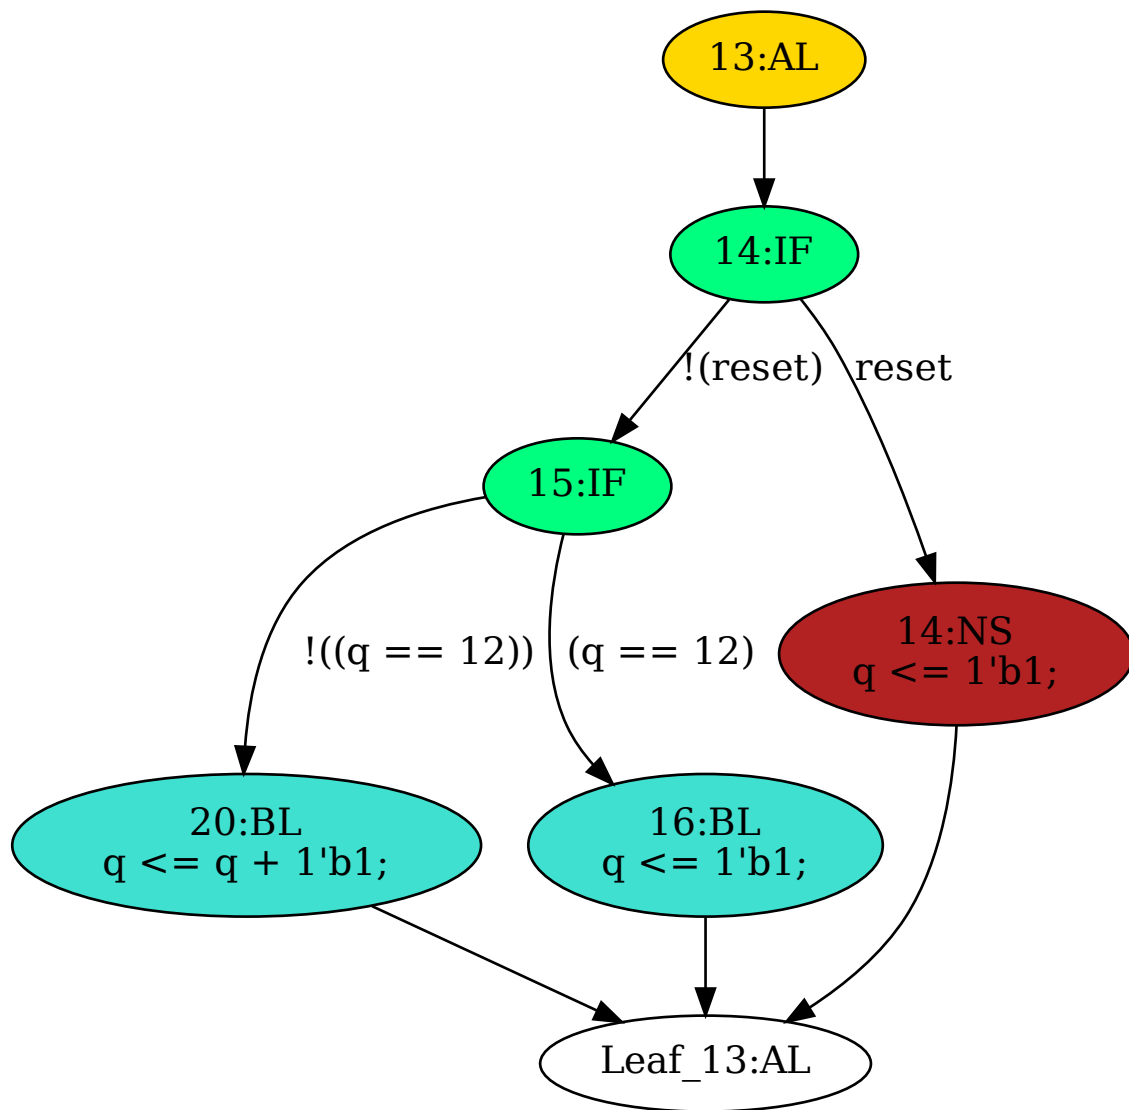 13:AL
14:IF
!(reset)
reset
15:IF
!((q == 12))
(q == 12)
14:NS
q <= 1'b1;
20:BL
q <= q + 1'b1;
16:BL
q <= 1'b1;
Leaf_13:AL